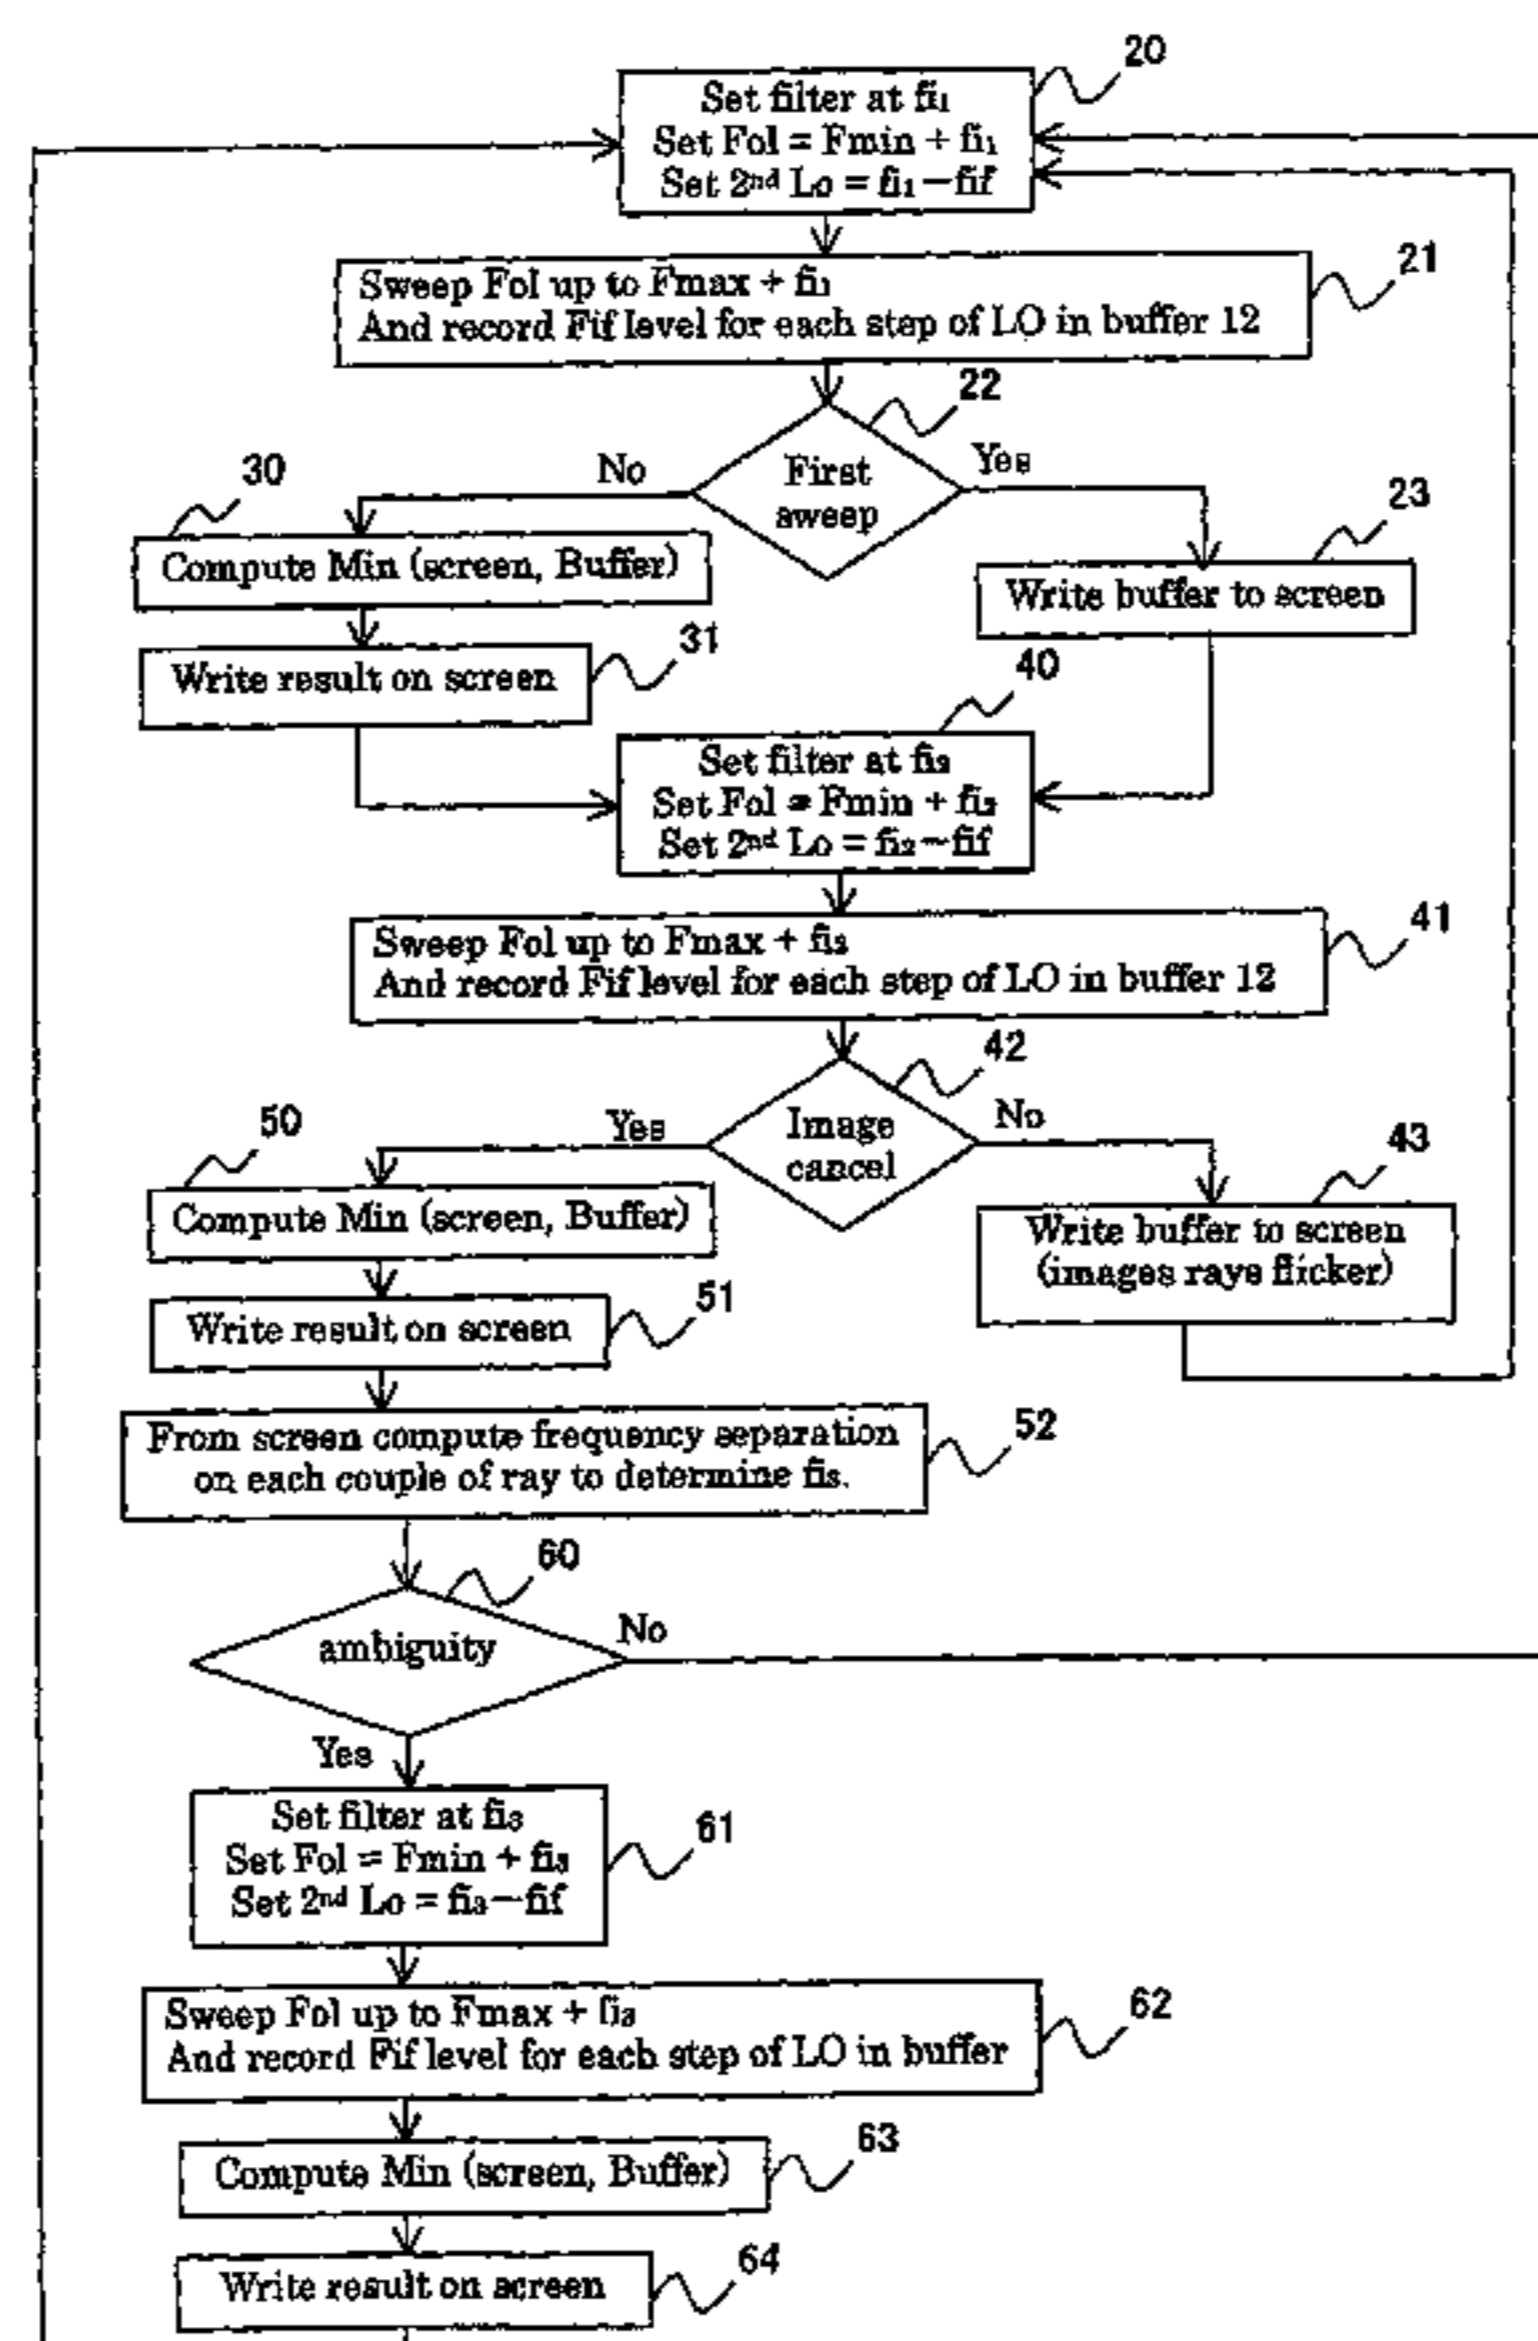 20
Set filter at fi₁
Set Fol = Fmin + fi₁
Set 2ⁿᵈ Lo = fi₁−fif
21
Sweep Fol up to Fmax + fi₁
And record Fif level for each step of LO in buffer 12
22
First
sweep
No
Yes
30
Compute Min (screen, Buffer)
23
Write buffer to screen
31
Write result on screen
40
Set filter at fi₂
Set Fol = Fmin + fi₂
Set 2ⁿᵈ Lo = fi₂−fif
41
Sweep Fol up to Fmax + fi₂
And record Fif level for each step of LO in buffer 12
42
Image
cancel
Yes
No
50
Compute Min (screen, Buffer)
43
Write buffer to screen
(images rays flicker)
51
Write result on screen
52
From screen compute frequency separation
on each couple of ray to determine fi₃.
60
ambiguity
No
Yes
61
Set filter at fi₃
Set Fol = Fmin + fi₃
Set 2ⁿᵈ Lo = fi₃−fif
62
Sweep Fol up to Fmax + fi₃
And record Fif level for each step of LO in buffer
63
Compute Min (screen, Buffer)
64
Write result on screen